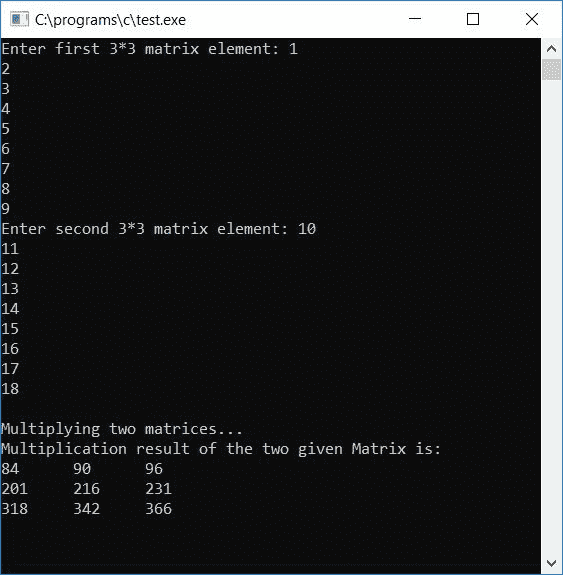 C:\programs\c\test.exe
Enter first 3*3 matrix element: 1
2
3
4
5
6
7
8
9
Enter second 3*3 matrix element: 10
11
12
13
14
15
16
17
18
Multiplying two matrices...
Multiplication result of the two given Matrix is:
84 90 96
201 216 231
318 342 366